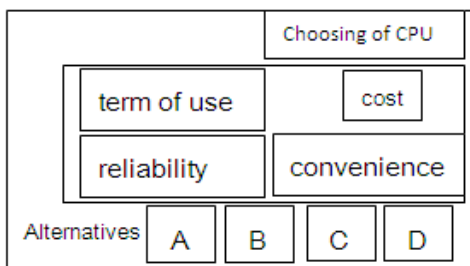 Choosing of CPU
term of use
cost
reliability
convenience
Alternatives A B C D